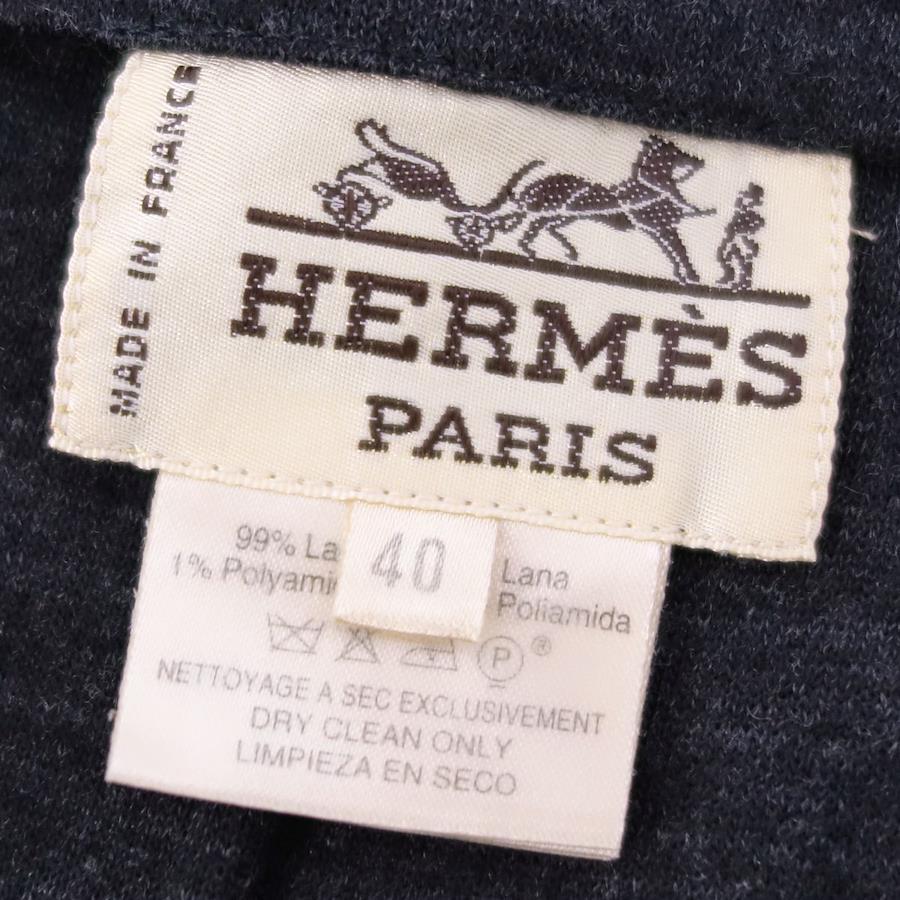 MADE IN FRANCE
HERMÈS
PARIS
40
99% La Lana
1% Polyami Poliamida
P ®
NETTOYAGE A SEC EXCLUSIVEMENT
DRY CLEAN ONLY
LIMPIEZA EN SECO